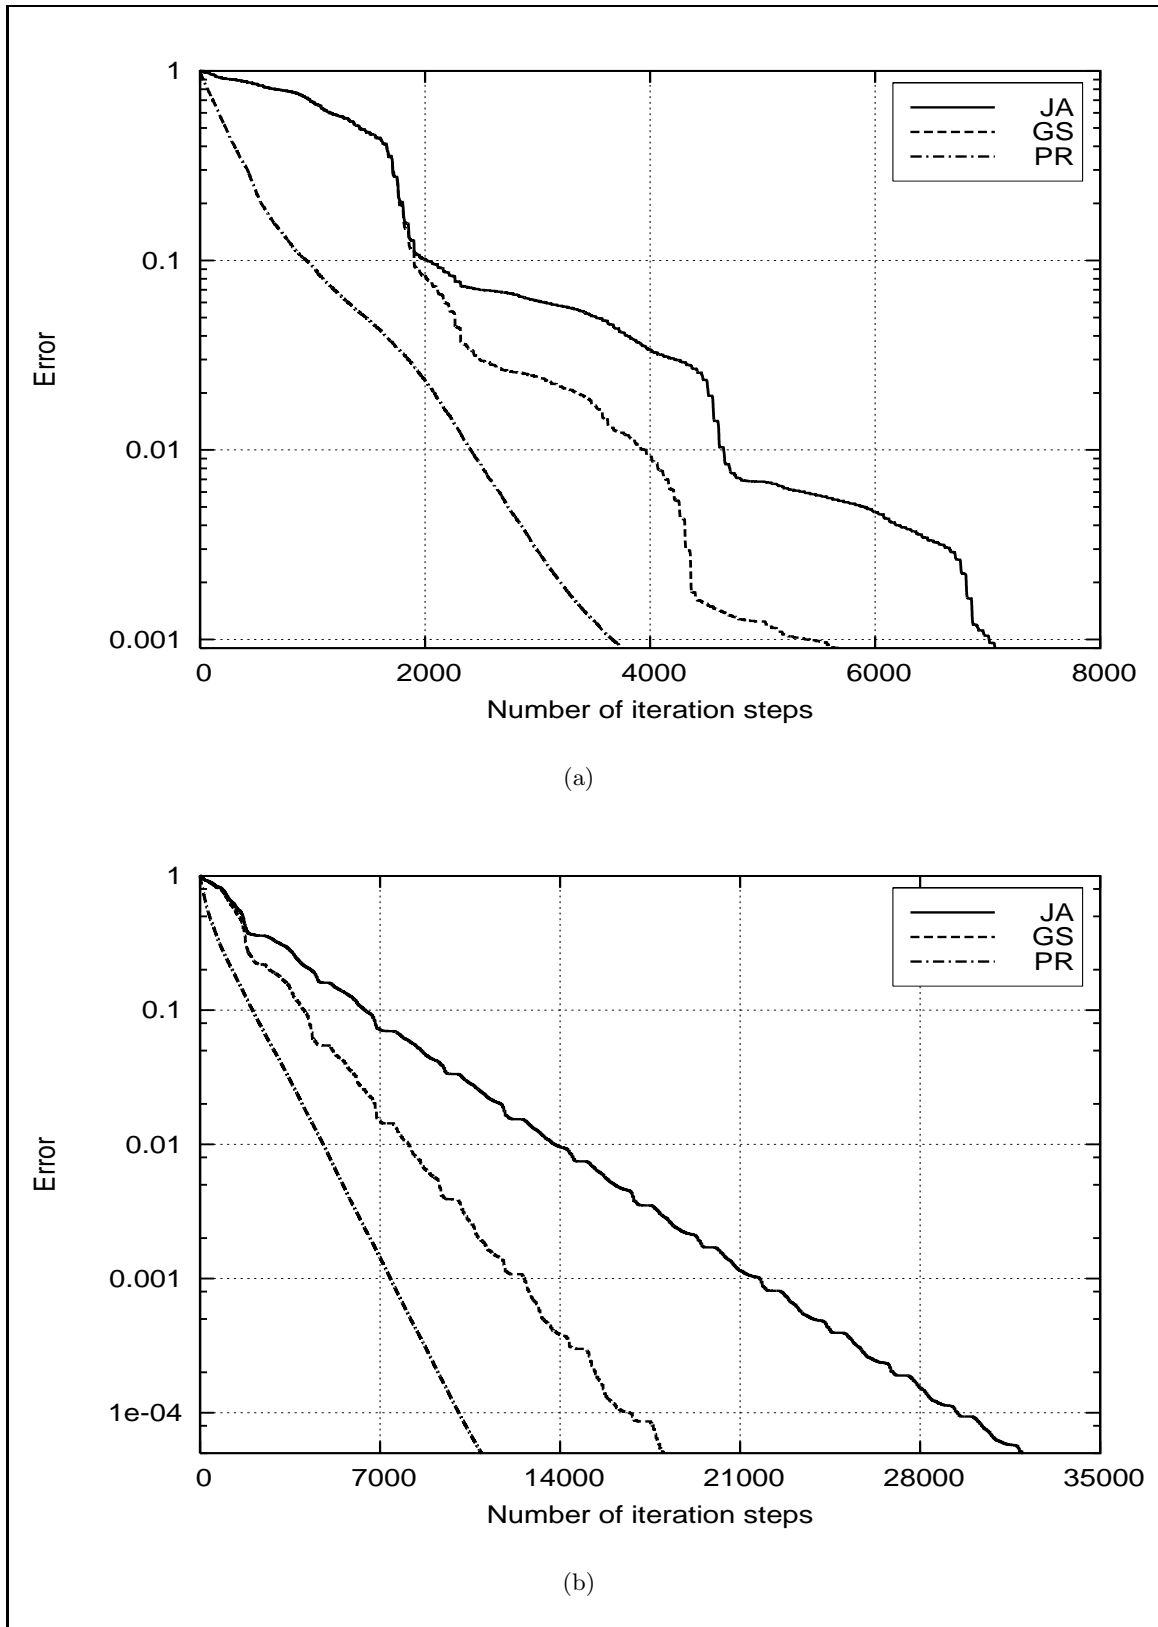 1
0.1
0.01
0.001
Error
JA
GS
PR
0 2000 4000 6000 8000
Number of iteration steps
(a)
1
0.1
0.01
0.001
1e-04
Error
JA
GS
PR
0 7000 14000 21000 28000 35000
Number of iteration steps
(b)